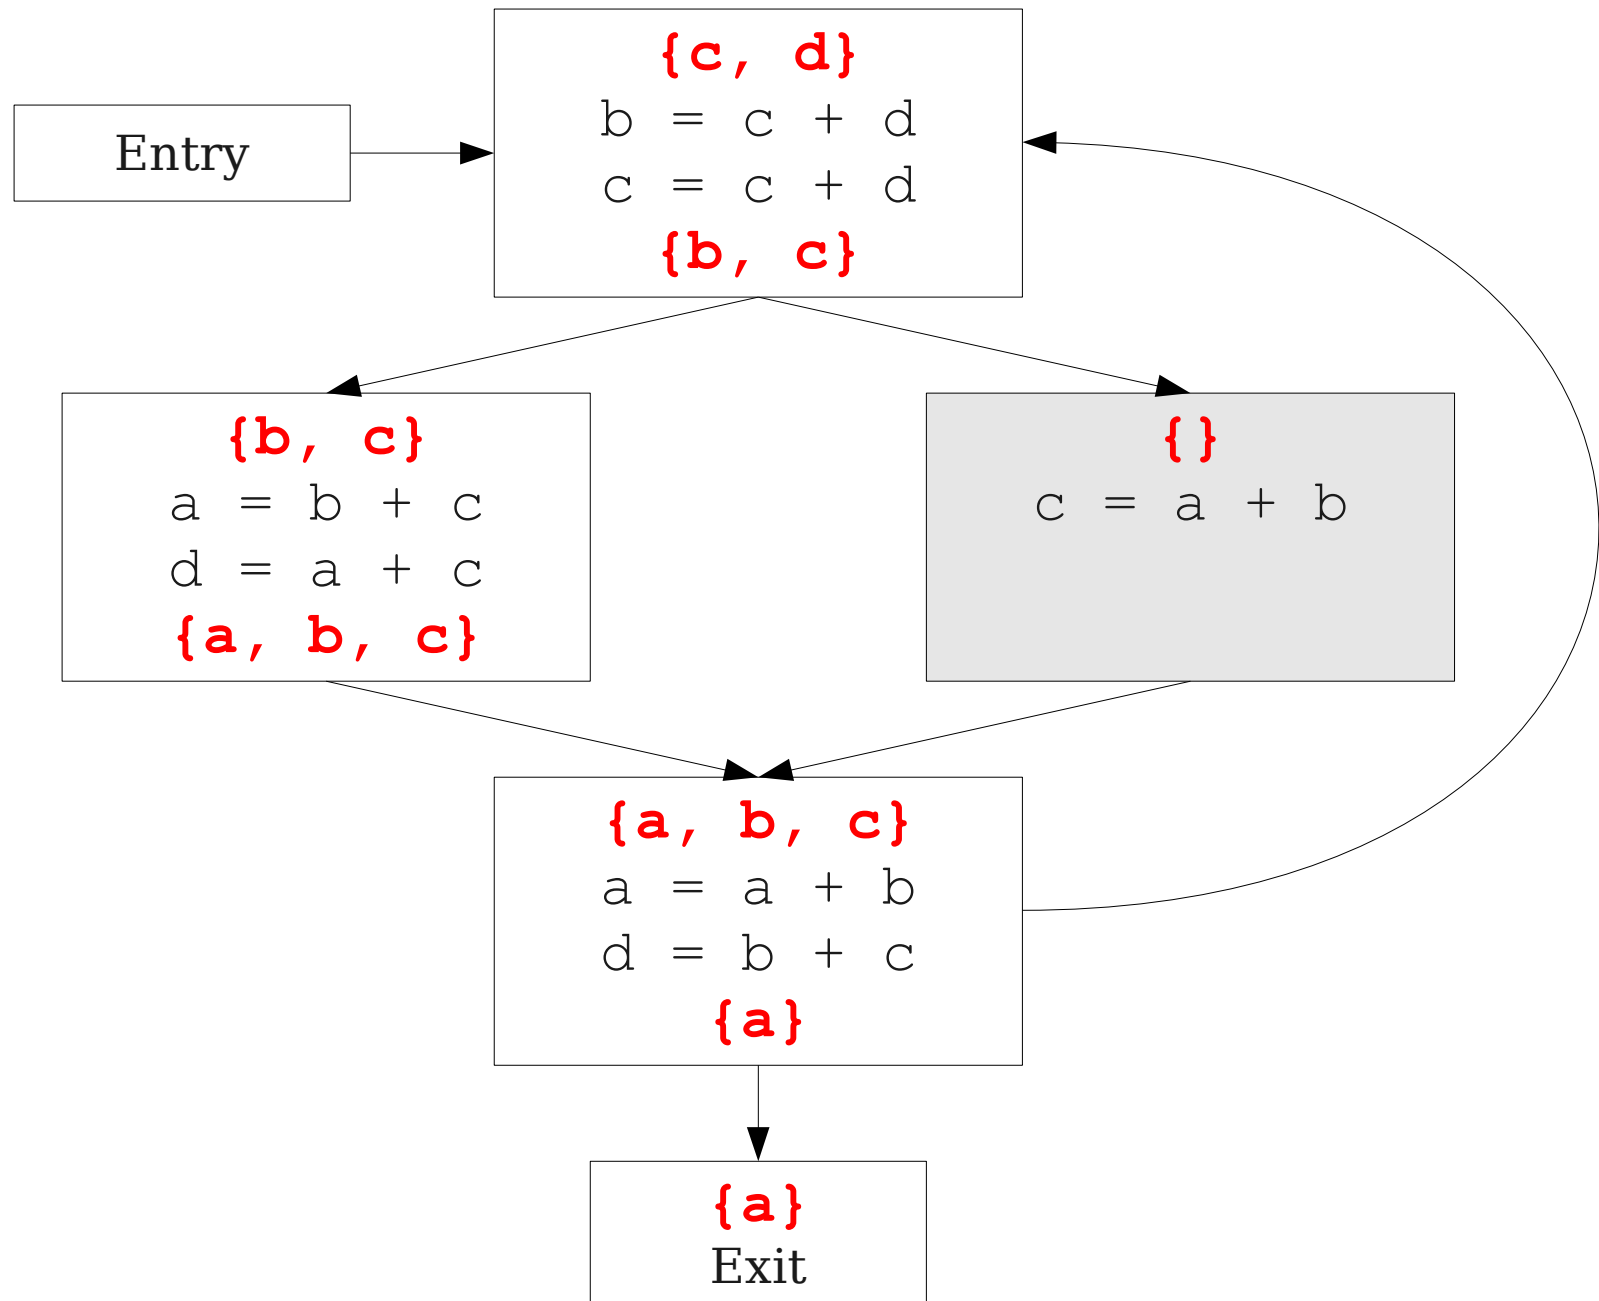 {c, d}
b = c + d
c = c + d
{b, c}
Entry
{b, c}
a = b + c
d = a + c
{a, b, c}
{}
c = a + b
{a, b, c}
a = a + b
d = b + c
{a}
{a}
Exit